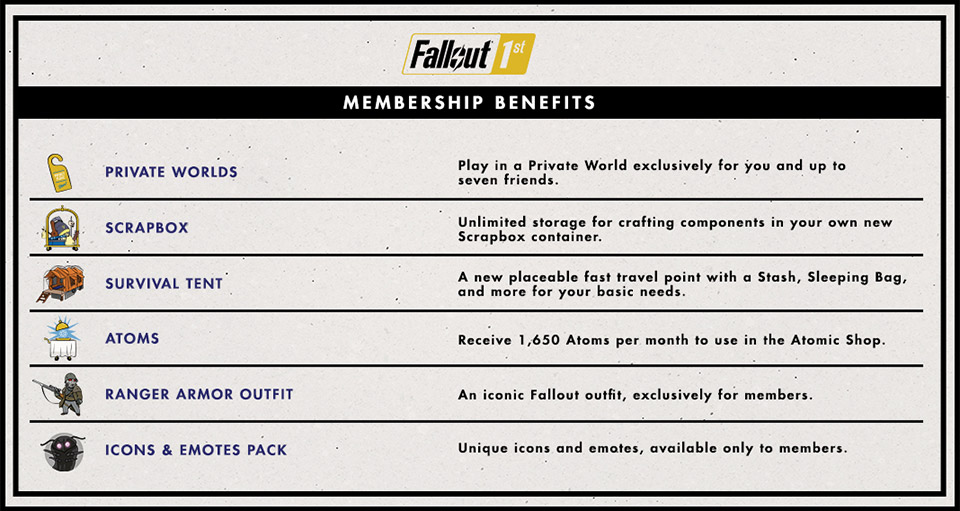 Fallout 1st
MEMBERSHIP BENEFITS
PRIVATE WORLDS
Play in a Private World exclusively for you and up to
seven friends.
SCRAPBOX
Unlimited storage for crafting components in your own new
Scrapbox container.
SURVIVAL TENT
A new placeable fast travel point with a Stash, Sleeping Bag,
and more for your basic needs.
ATOMS
Receive 1,650 Atoms per month to use in the Atomic Shop.
RANGER ARMOR OUTFIT
An iconic Fallout outfit, exclusively for members.
ICONS & EMOTES PACK
Unique icons and emotes, available only to members.